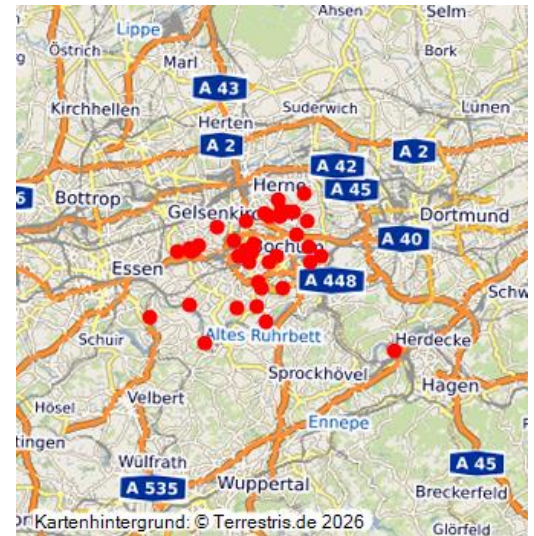 Ahsen
Selm
Lippe
Östrich
Marl
Bork
A 43
Kirchhellen
Suderwich
Lünen
Herten
A 2
A 2
A 42
Herne
A 45
Bottrop
Gelsenkirc
Dortmund
Bochum
A 40
Essen
A 448
Schw
Altes Ruhrbett
Schuir
Herdecke
Sprockhövel
Velbert
Hagen
Hösel
Ennepe
tingen
Wülfrath
A 45
A 535
Wuppertal
Breckerfeld
Kartenhintergrund: © Terrestris.de 2026
Glörfeld